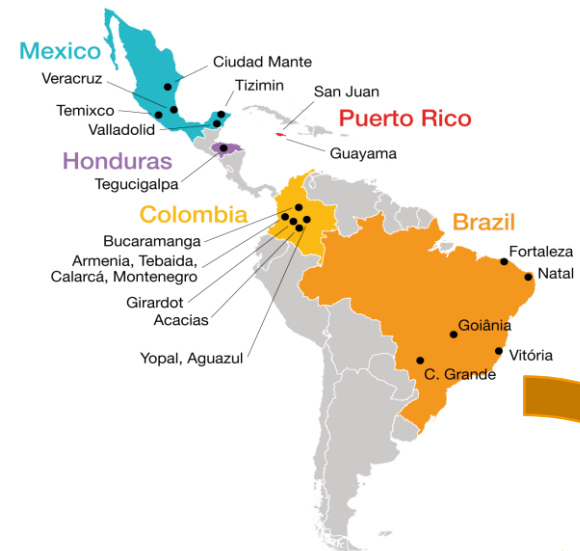 Mexico
Ciudad Mante
Veracruz
Tizimin
Temixco
Valladolid
San Juan
Puerto Rico
Guayama
Honduras
Tegucigalpa
Colombia
Bucaramanga
Armenia, Tebaida,
Calarcá, Montenegro
Girardot
Acacias
Yopal, Aguazul
Brazil
Fortaleza
Natal
Goiânia
Vitória
C. Grande